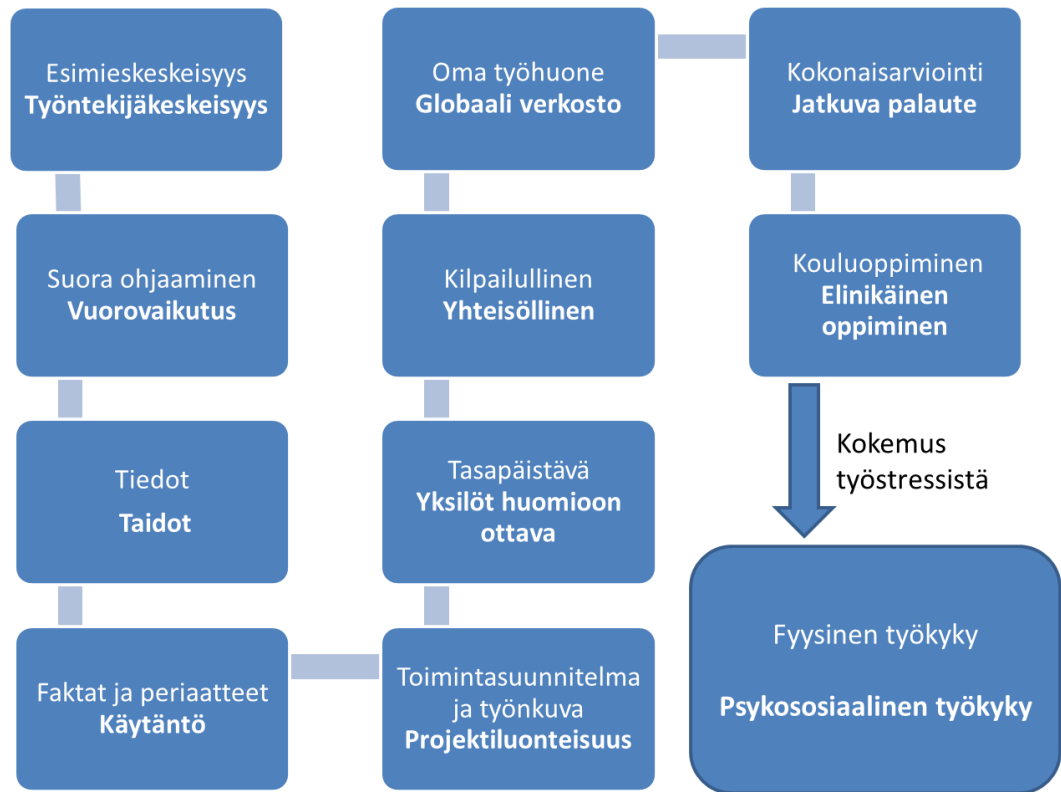 Esimieskeskeisyys
Työntekijäkeskeisyys
Suora ohjaaminen
Vuorovaikutus
Tiedot
Taidot
Faktat ja periaatteet
Käytäntö
Toimintasuunnitelma
ja työnkuva
Projektiluonteisuus
Tasapäistävä
Yksilöt huomioon
ottava
Kilpailullinen
Yhteisöllinen
Oma työhuone
Globaali verkosto
Kokonaisarviointi
Jatkuva palaute
Kouluoppiminen
Elinikäinen
oppiminen
Kokemus
työstressistä
Fyysinen työkyky
Psykososiaalinen työkyky